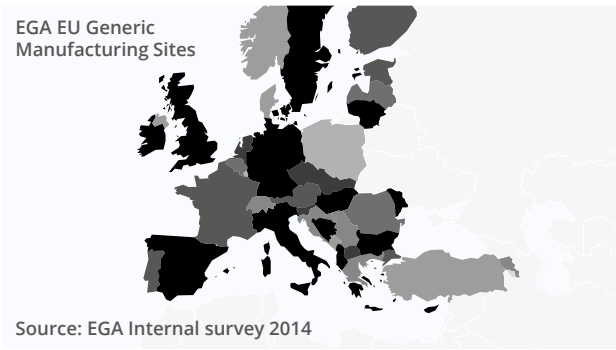 EGA EU Generic
Manufacturing Sites
Source: EGA Internal survey 2014